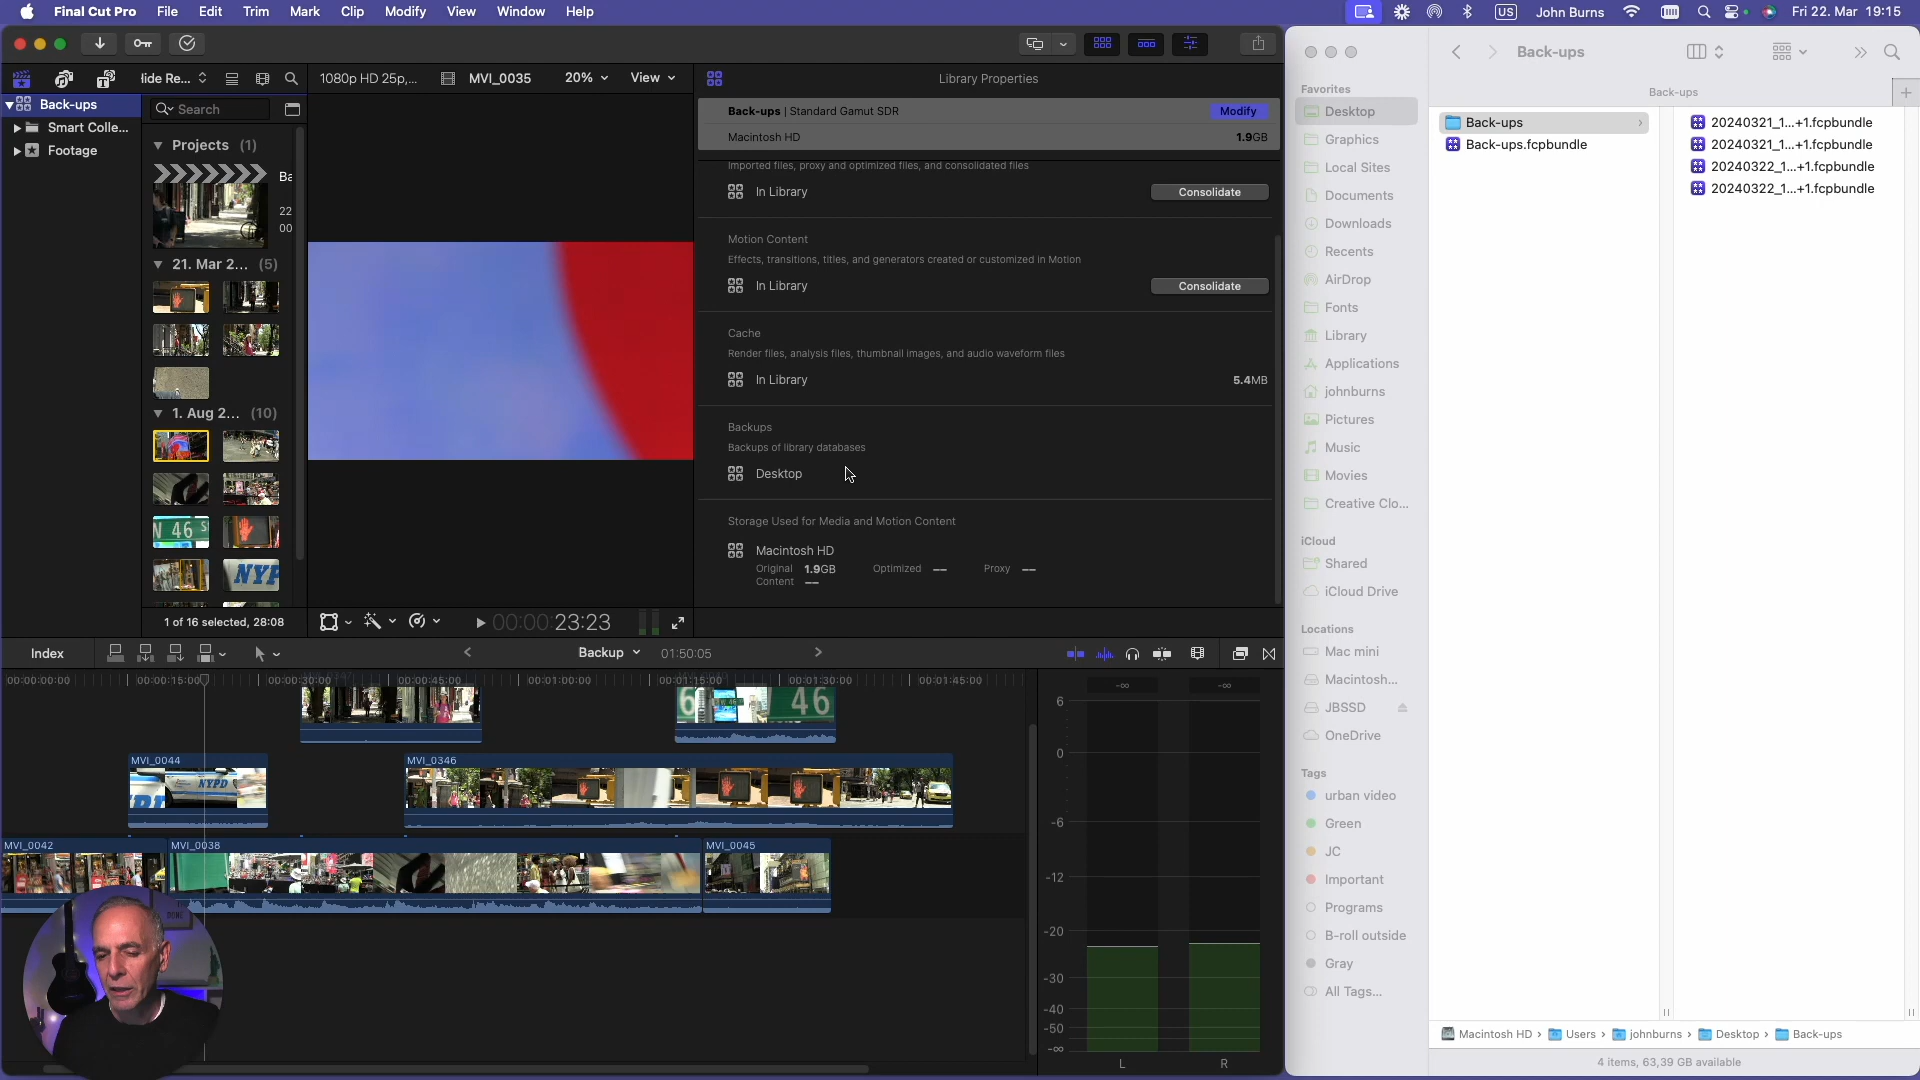 Final Cut Pro File Edit Trim Mark Clip Modify View Window Help
US John Burns Fri 22. Mar 19:15
lide Re... 1080p HD 25p,... MVI_0035 20% View Library Properties
Back-ups
Smart Colle...
Footage
Search
Projects (1)
Ba
22
00
21. Mar 2... (5)
1. Aug 2... (10)
1 of 16 selected, 28:08
00:00:23:23
Back-ups | Standard Gamut SDR Modify
Macintosh HD 1.9GB
Imported files, proxy and optimized files, and consolidated files
In Library Consolidate
Motion Content
Effects, transitions, titles, and generators created or customized in Motion
In Library Consolidate
Cache
Render files, analysis files, thumbnail images, and audio waveform files
In Library 5.4MB
Backups
Backups of library databases
Desktop
Storage Used for Media and Motion Content
Macintosh HD
Original 1.9GB Optimized -- Proxy --
Content --
Index Backup 01:50:05
00:00:00:00 00:00:15:00 00:00:30:00 00:00:45:00 00:01:00:00 00:01:15:00 00:01:30:00 00:01:45:00
MVI_0044 MVI_0346
NYPD
MVI_0042 MVI_0038 MVI_0045
-∞ -∞
6
0
-6
-12
-20
-30
-40
-50
-∞
L R
Back-ups
Back-ups
Favorites
Desktop
Graphics
Local Sites
Documents
Downloads
Recents
AirDrop
Fonts
Library
Applications
johnburns
Pictures
Music
Movies
Creative Clo...
iCloud
Shared
iCloud Drive
Locations
Mac mini
Macintosh...
JBSSD
OneDrive
Tags
urban video
Green
JC
Important
Programs
B-roll outside
Gray
All Tags...
Back-ups
Back-ups.fcpbundle
20240321_1...+1.fcpbundle
20240321_1...+1.fcpbundle
20240322_1...+1.fcpbundle
20240322_1...+1.fcpbundle
Macintosh HD › Users › johnburns › Desktop › Back-ups
4 items, 63,39 GB available